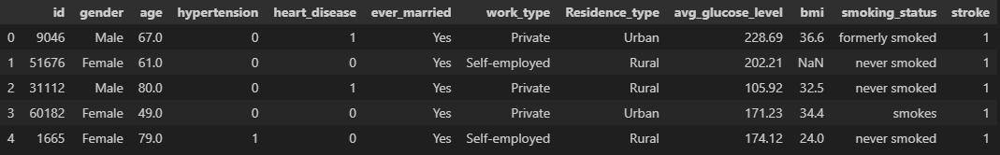 id gender age hypertension heart_disease ever_married work_type Residence_type avg_glucose_level bmi smoking_status stroke
0 9046 Male 67.0 0 1 Yes Private Urban 228.69 36.6 formerly smoked 1
1 51676 Female 61.0 0 0 Yes Self-employed Rural 202.21 NaN never smoked 1
2 31112 Male 80.0 0 1 Yes Private Rural 105.92 32.5 never smoked 1
3 60182 Female 49.0 0 0 Yes Private Urban 171.23 34.4 smokes 1
4 1665 Female 79.0 1 0 Yes Self-employed Rural 174.12 24.0 never smoked 1